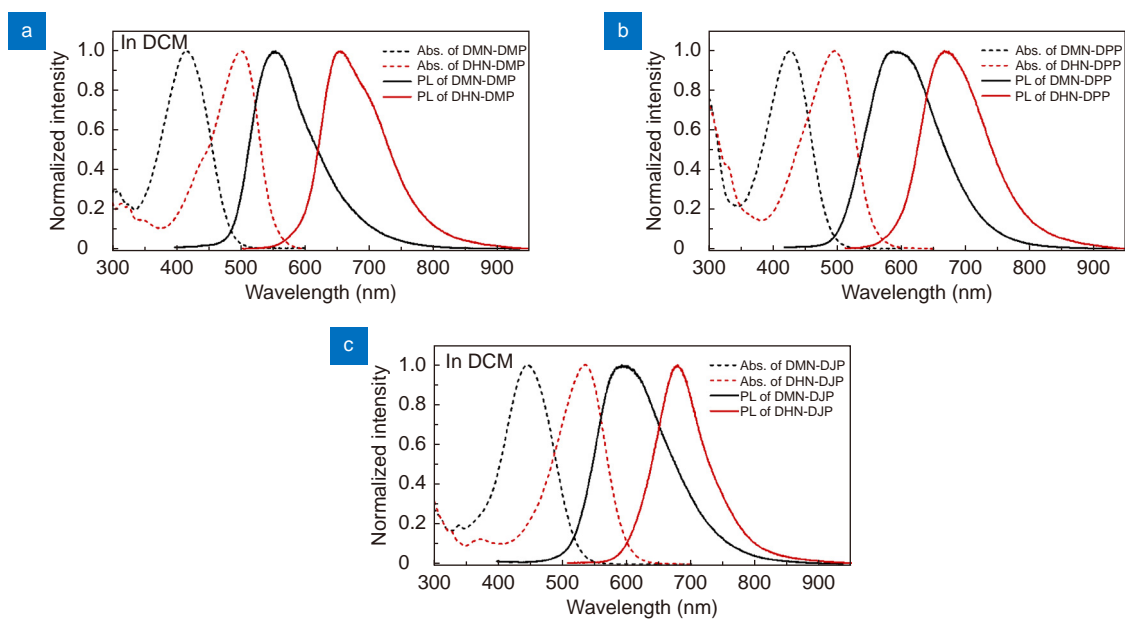 a
In DCM
Abs. of DMN-DMP
Abs. of DHN-DMP
PL of DMN-DMP
PL of DHN-DMP
Normalized intensity
1.0
0.8
0.6
0.4
0.2
0
300 400 500 600 700 800 900
Wavelength (nm)
b
Abs. of DMN-DPP
Abs. of DHN-DPP
PL of DMN-DPP
PL of DHN-DPP
Normalized intensity
1.0
0.8
0.6
0.4
0.2
0
300 400 500 600 700 800 900
Wavelength (nm)
c
In DCM
Abs. of DMN-DJP
Abs. of DHN-DJP
PL of DMN-DJP
PL of DHN-DJP
Normalized intensity
1.0
0.8
0.6
0.4
0.2
0
300 400 500 600 700 800 900
Wavelength (nm)